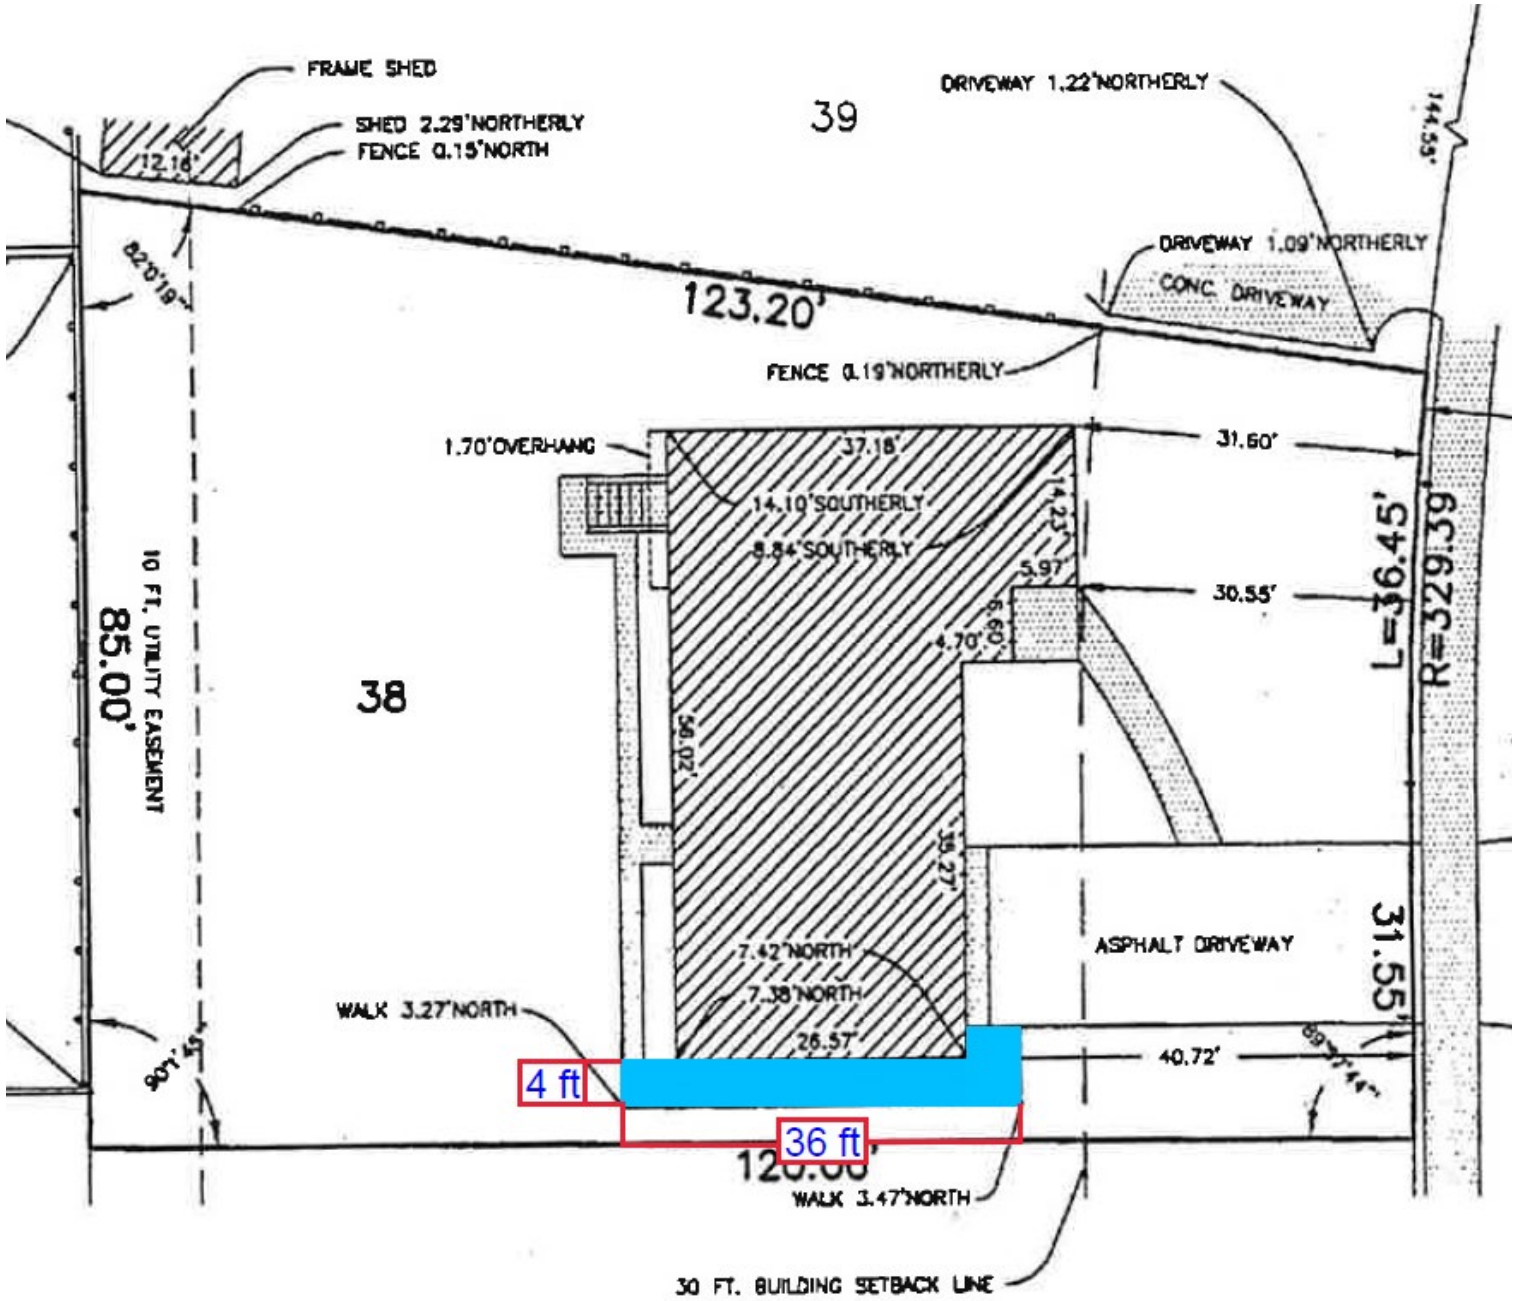 FRAME SHED
39
DRIVEWAY 1.22'NORTHERLY
144.55'
SHED 2.29'NORTHERLY
FENCE 0.15'NORTH
12.16'
DRIVEWAY 1.09'NORTHERLY
CONC. DRIVEWAY
82°0'19"
123.20'
FENCE 0.19'NORTHERLY
1.70'OVERHANG
37.18'
31.60'
14.10'SOUTHERLY
14.23'
8.84'SOUTHERLY
5.97'
30.55'
L=36.45'
R=329.39'
6.60'
4.70'
10 FT. UTILITY EASEMENT
85.00'
38
56.02'
35.27'
ASPHALT DRIVEWAY
31.55'
7.42'NORTH
7.38'NORTH
WALK 3.27'NORTH
26.57'
40.72'
4 ft
36 ft
WALK 3.47'NORTH
30 FT. BUILDING SETBACK LINE